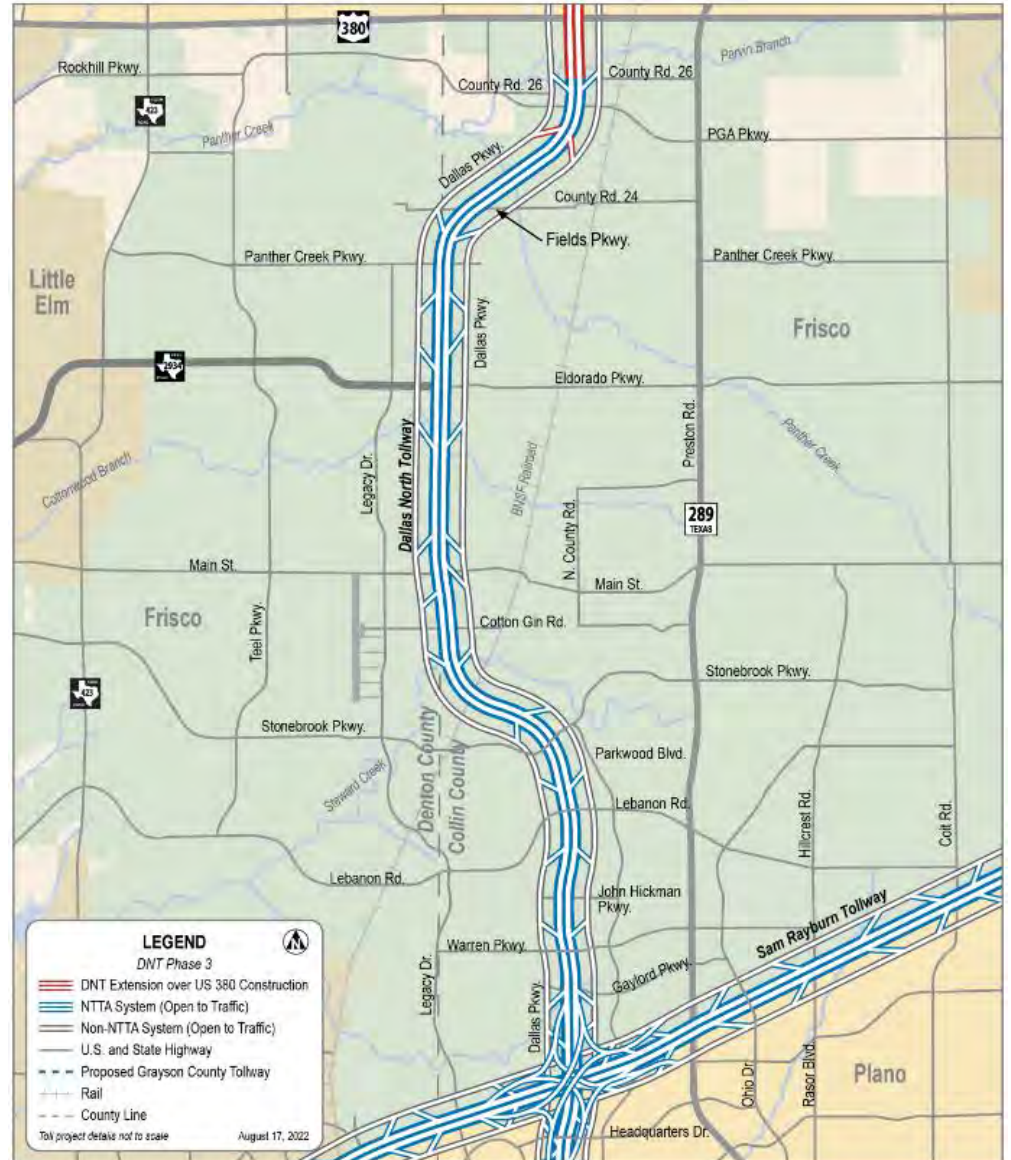 380
Rockhill Pkwy.
423
Panther Creek
County Rd. 26
County Rd. 26
Parvin Branch
PGA Pkwy.
Dallas Pkwy.
County Rd. 24
Fields Pkwy.
Panther Creek Pkwy.
Panther Creek Pkwy.
Little
Elm
Dallas Pkwy.
Frisco
2934
Eldorado Pkwy.
Preston Rd.
Panther Creek
Cottonwood Branch
Legacy Dr.
Dallas North Tollway
BNSF Railroad
N. County Rd.
289
TEXAS
Main St.
Main St.
Frisco
Teel Pkwy.
Cotton Gin Rd.
Stonebrook Pkwy.
423
Stonebrook Pkwy.
Denton County
Collin County
Parkwood Blvd.
Steward Creek
Lebanon Rd.
Hillcrest Rd.
Coit Rd.
Lebanon Rd.
John Hickman
Pkwy.
Sam Rayburn Tollway
Warren Pkwy.
Gaylord Pkwy.
Legacy Dr.
Dallas Pkwy.
Ohio Dr.
Rasor Blvd.
Plano
Headquarters Dr.
LEGEND
DNT Phase 3
DNT Extension over US 380 Construction
NTTA System (Open to Traffic)
Non-NTTA System (Open to Traffic)
U.S. and State Highway
Proposed Grayson County Tollway
Rail
County Line
Toll project details not to scale August 17, 2022